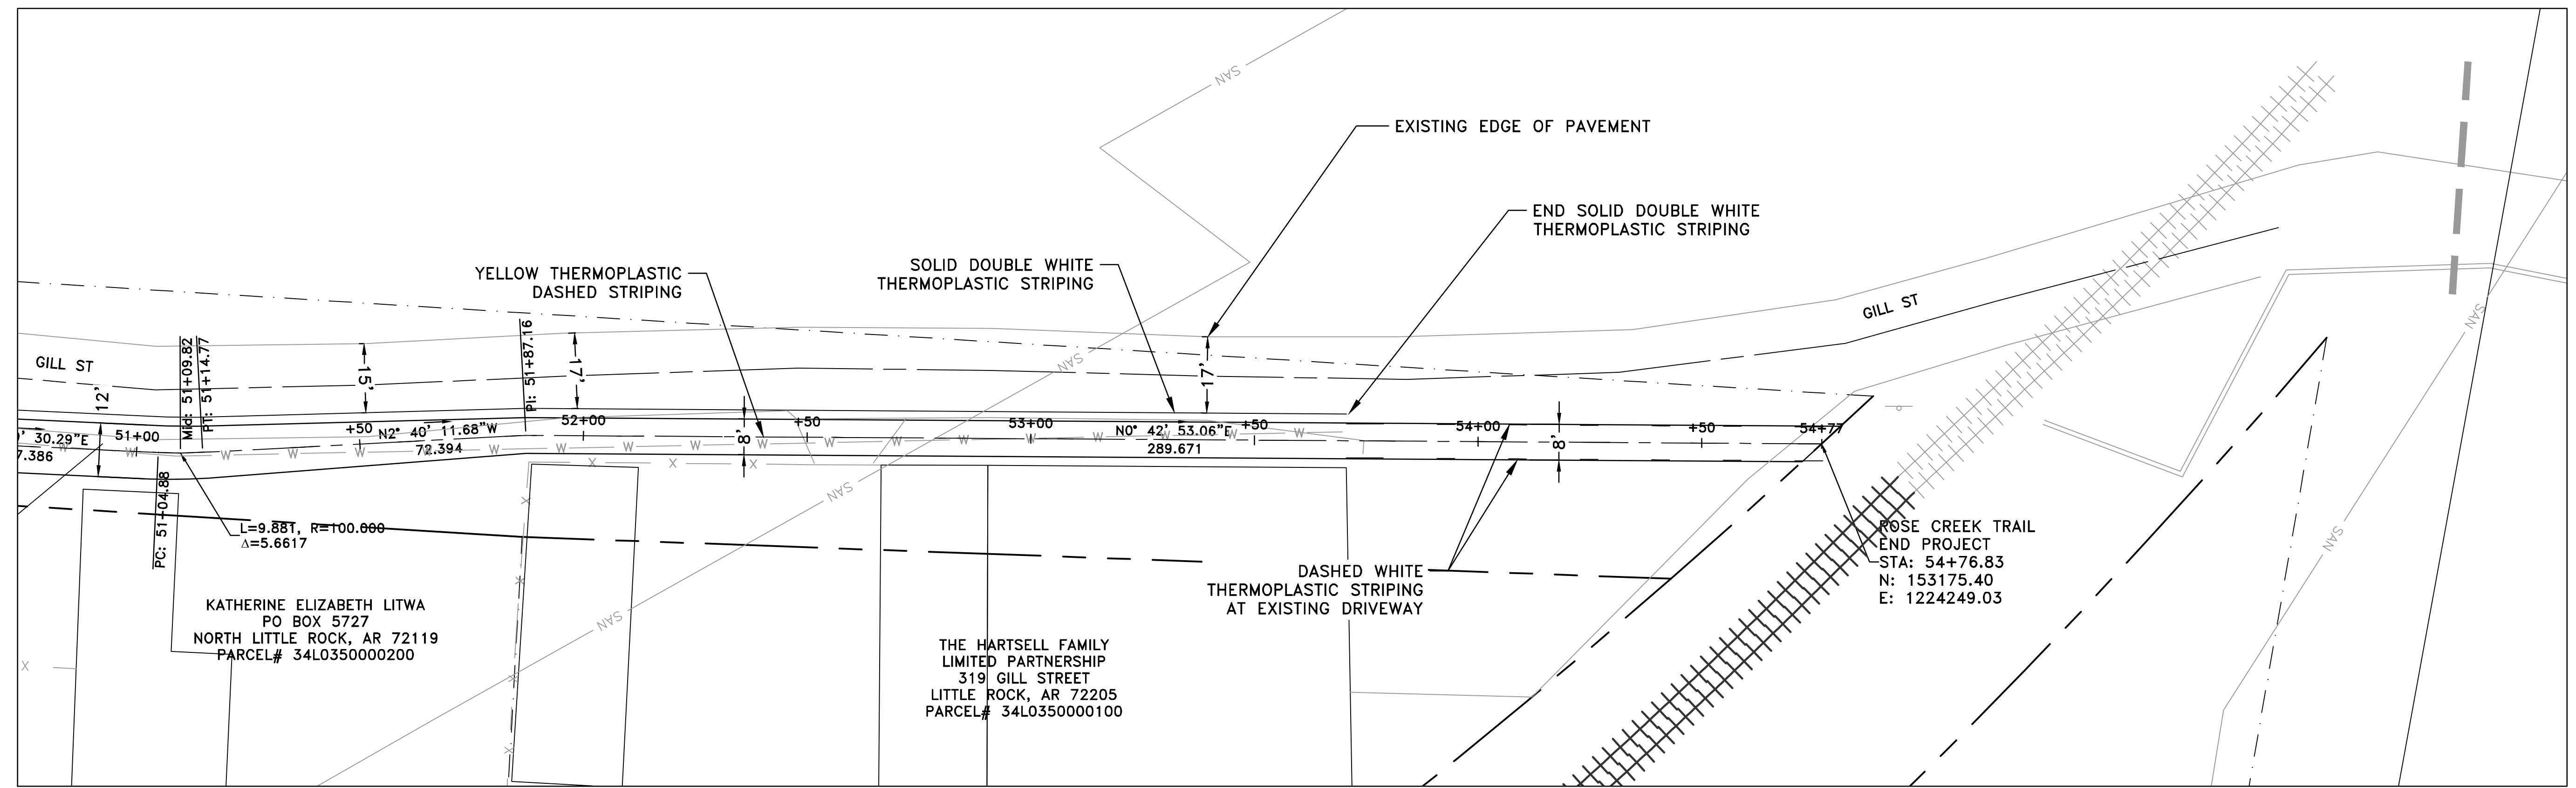 SAN
EXISTING EDGE OF PAVEMENT
END SOLID DOUBLE WHITE
THERMOPLASTIC STRIPING
SOLID DOUBLE WHITE
THERMOPLASTIC STRIPING
YELLOW THERMOPLASTIC
DASHED STRIPING
GILL ST
GILL ST
SAN
SAN
Mid: 51+09.82
PT: 51+14.77
PI: 51+87.16
12'
15'
17'
17'
51+00
+50
52+00
+50
53+00
+50
54+00
+50
54+77
' 30.29"E
7.386
N2° 40' 11.68"W
72.394
N0° 42' 53.06"E
289.671
8'
8'
W W W W W W W W W W W W W W W W W W W W
X X X
X
X
X
X
X
SAN
PC: 51+04.88
L=9.881, R=100.000
Δ=5.6617
SAN
SAN
ROSE CREEK TRAIL
END PROJECT
STA: 54+76.83
N: 153175.40
E: 1224249.03
DASHED WHITE
THERMOPLASTIC STRIPING
AT EXISTING DRIVEWAY
KATHERINE ELIZABETH LITWA
PO BOX 5727
NORTH LITTLE ROCK, AR 72119
PARCEL# 34L0350000200
THE HARTSELL FAMILY
LIMITED PARTNERSHIP
319 GILL STREET
LITTLE ROCK, AR 72205
PARCEL# 34L0350000100